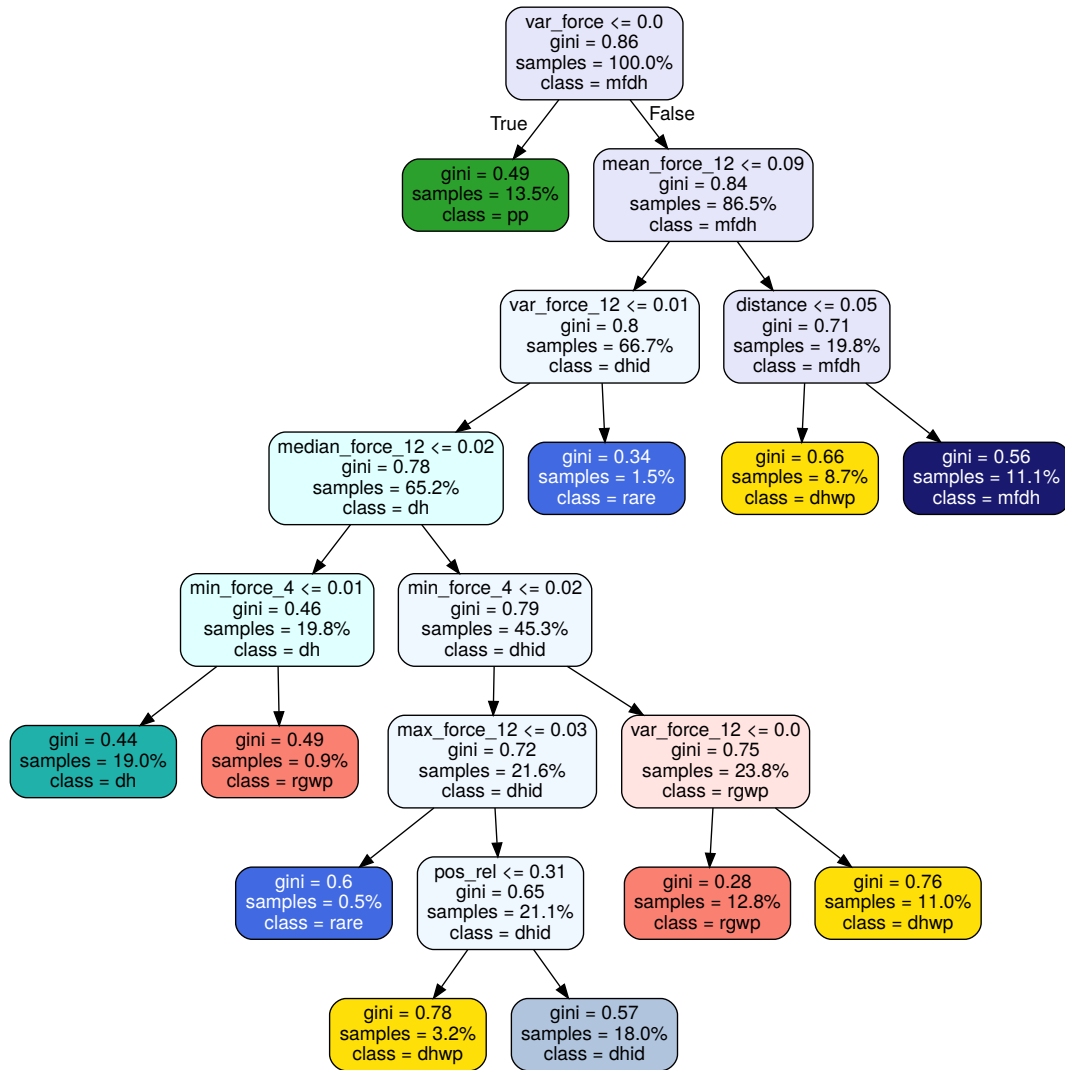 var_force <= 0.0
gini = 0.86
samples = 100.0%
class = mfdh
True
False
gini = 0.49
samples = 13.5%
class = pp
mean_force_12 <= 0.09
gini = 0.84
samples = 86.5%
class = mfdh
var_force_12 <= 0.01
gini = 0.8
samples = 66.7%
class = dhid
distance <= 0.05
gini = 0.71
samples = 19.8%
class = mfdh
median_force_12 <= 0.02
gini = 0.78
samples = 65.2%
class = dh
gini = 0.34
samples = 1.5%
class = rare
gini = 0.66
samples = 8.7%
class = dhwp
gini = 0.56
samples = 11.1%
class = mfdh
min_force_4 <= 0.01
gini = 0.46
samples = 19.8%
class = dh
min_force_4 <= 0.02
gini = 0.79
samples = 45.3%
class = dhid
gini = 0.44
samples = 19.0%
class = dh
gini = 0.49
samples = 0.9%
class = rgwp
max_force_12 <= 0.03
gini = 0.72
samples = 21.6%
class = dhid
var_force_12 <= 0.0
gini = 0.75
samples = 23.8%
class = rgwp
gini = 0.6
samples = 0.5%
class = rare
pos_rel <= 0.31
gini = 0.65
samples = 21.1%
class = dhid
gini = 0.28
samples = 12.8%
class = rgwp
gini = 0.76
samples = 11.0%
class = dhwp
gini = 0.78
samples = 3.2%
class = dhwp
gini = 0.57
samples = 18.0%
class = dhid